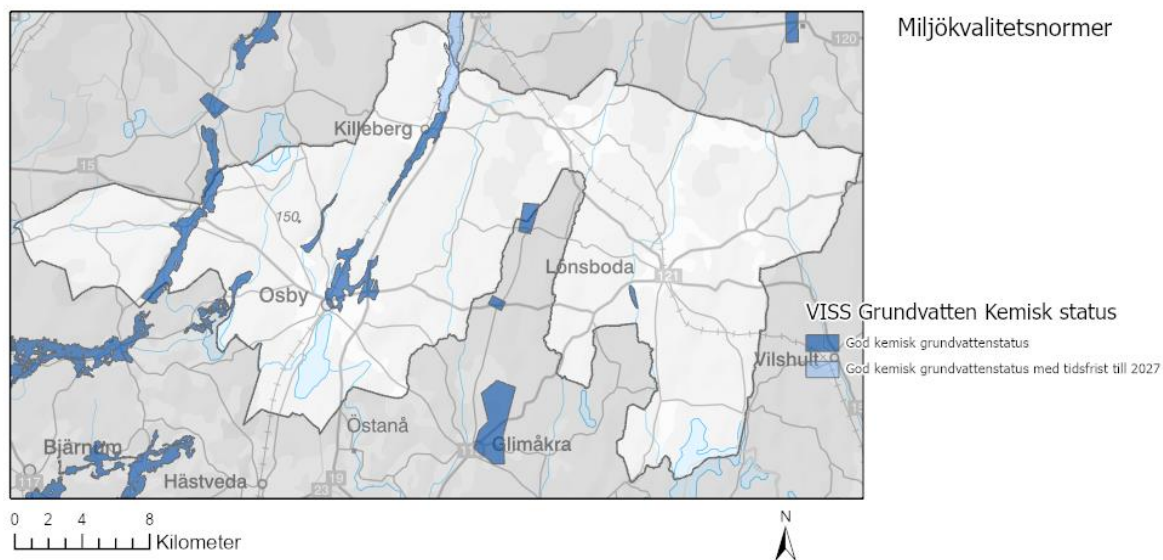 Miljökvalitetsnormer
120
Killeberg
15
150
Lönsboda
121
Osby
VISS Grundvatten Kemisk status
God kemisk grundvattenstatus
Vilshult
God kemisk grundvattenstatus med tidsfrist till 2027
Östanå
Glimåkra
Bjärnum
117
Hästveda
19
23
0 2 4 8
Kilometer
N